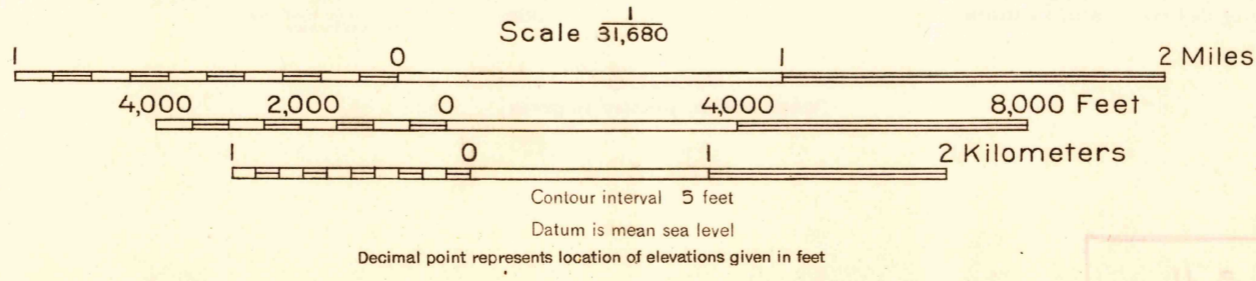 Scale 1/31,680
1 0 1 2 Miles
4,000 2,000 0 4,000 8,000 Feet
1 0 1 2 Kilometers
Contour interval 5 feet
Datum is mean sea level
Decimal point represents location of elevations given in feet